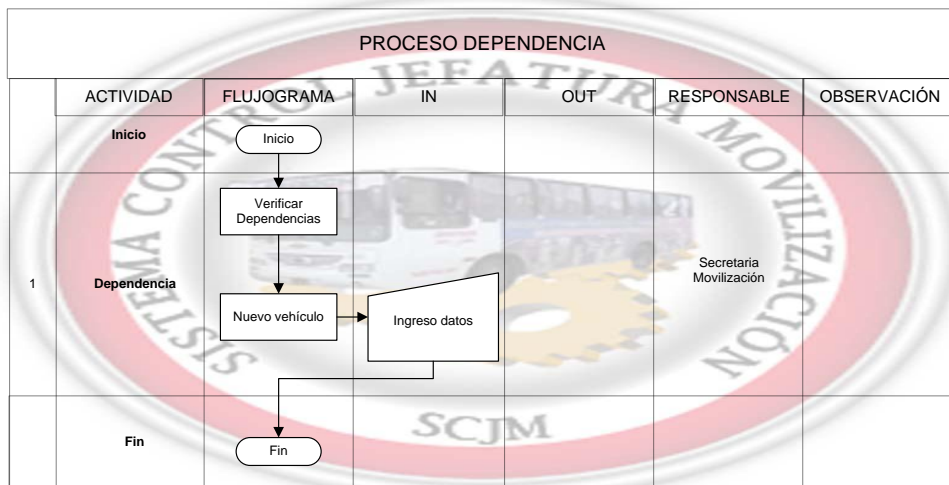 PROCESO DEPENDENCIA
ACTIVIDAD FLUJOGRAMA IN OUT RESPONSABLE OBSERVACIÓN
Inicio
Inicio
Verificar
Dependencias
1
Dependencia
Nuevo vehículo
Ingreso datos
Secretaria
Movilización
Fin
Fin
SISTEMA CONTROL JEFATURA MOVILIZACIÓN
SCJM